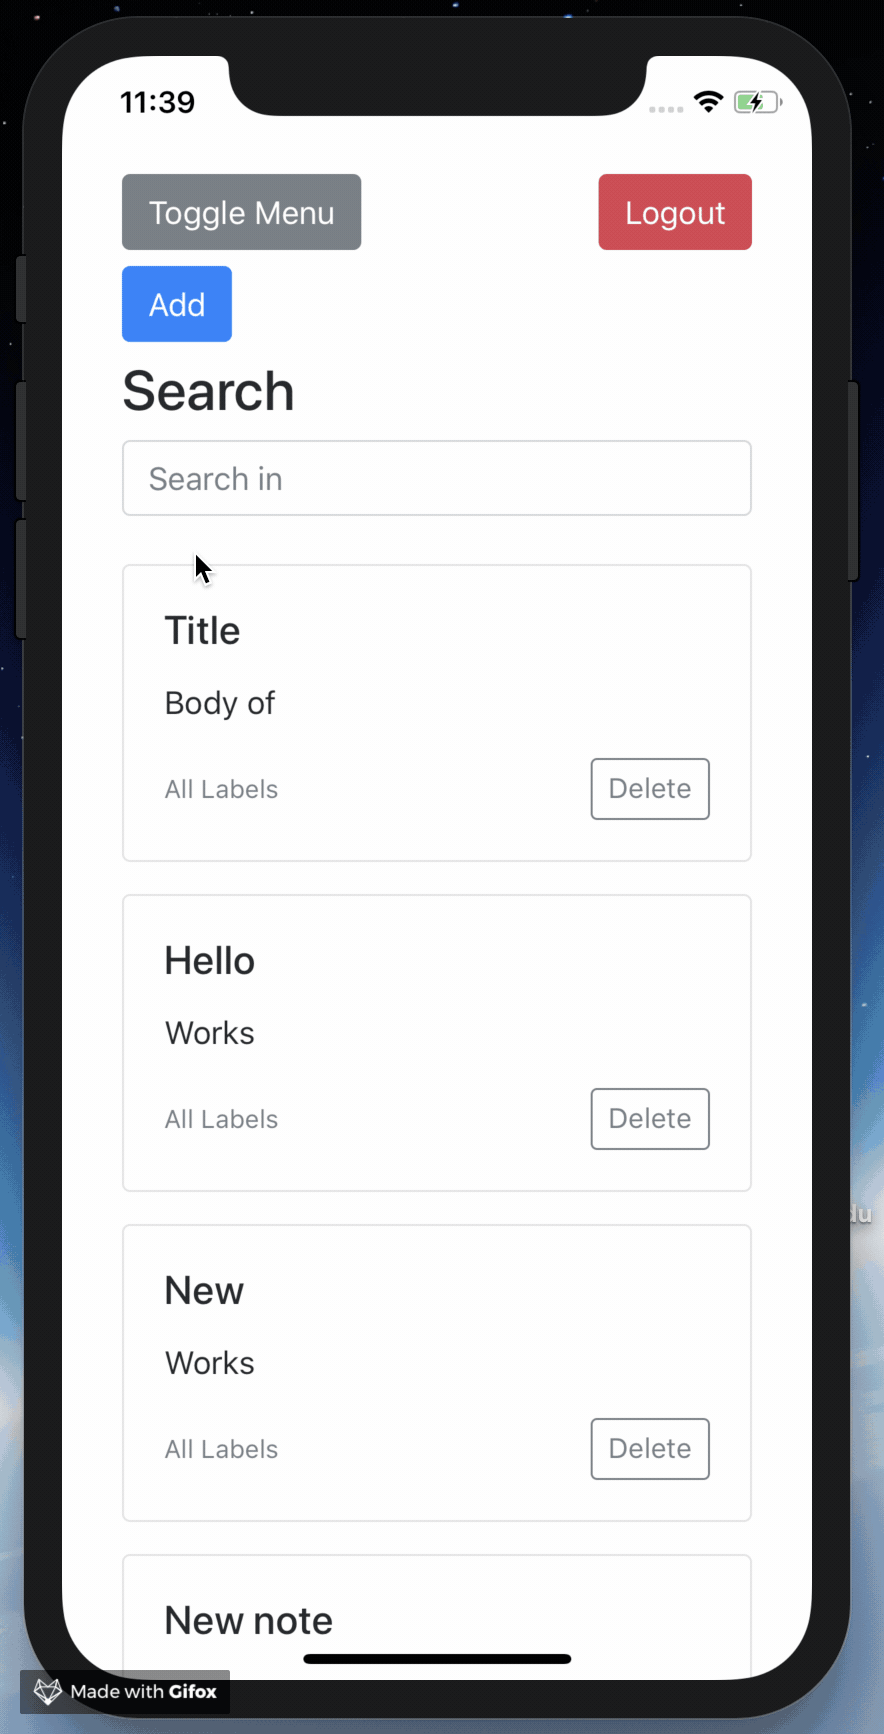 11:39
Toggle Menu
Logout
Add
Search
Search in
Title
Body of
All Labels
Delete
Hello
Works
All Labels
Delete
New
Works
All Labels
Delete
New note
Made with Gifox